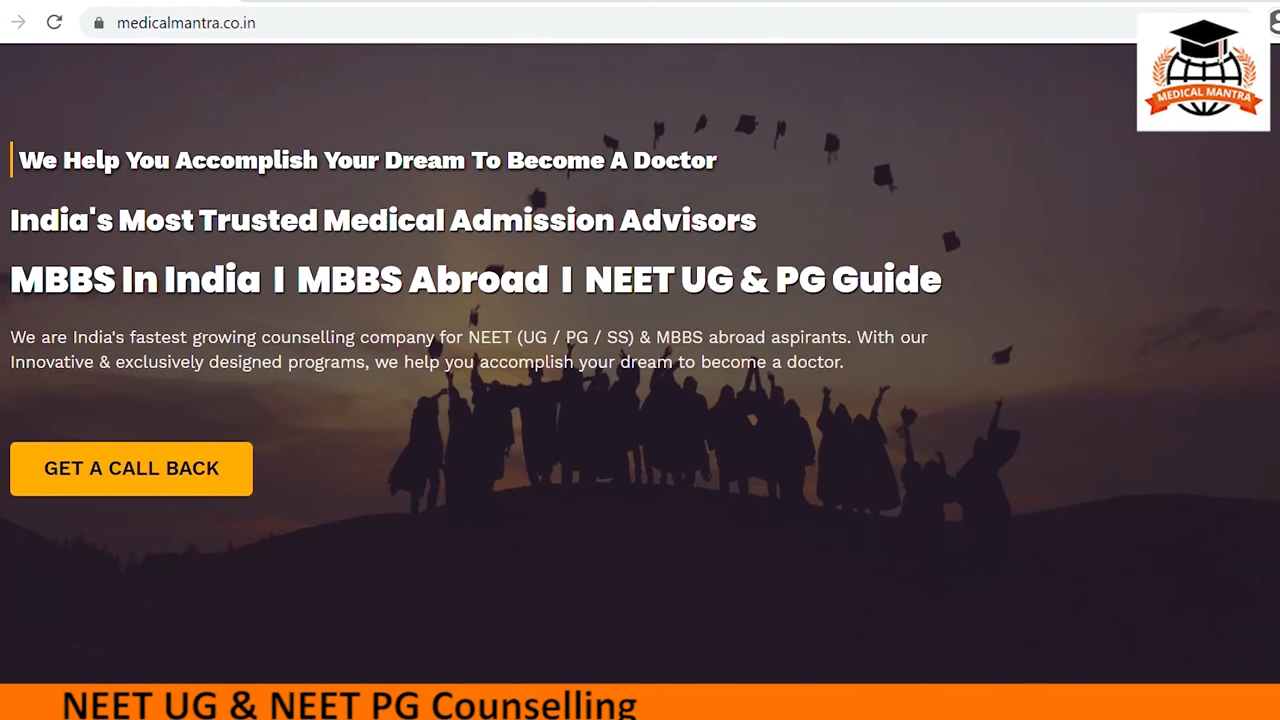 medicalmantra.co.in
MEDICAL MANTRA
We Help You Accomplish Your Dream To Become A Doctor
India's Most Trusted Medical Admission Advisors
MBBS In India I MBBS Abroad I NEET UG & PG Guide
We are India's fastest growing counselling company for NEET (UG / PG / SS) & MBBS abroad aspirants. With our
Innovative & exclusively designed programs, we help you accomplish your dream to become a doctor.
GET A CALL BACK
NEET UG & NEET PG Counselling